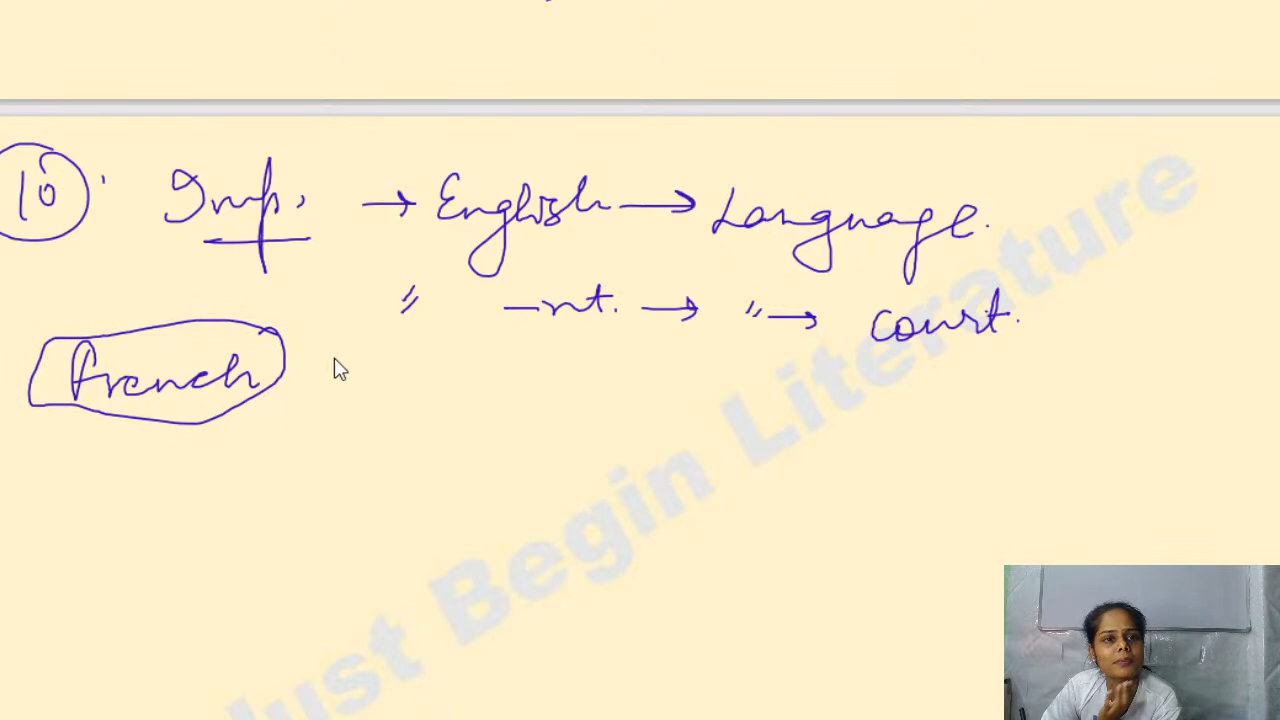 10. Imp. → English → Language.
〃 —nt. → 〃 → court.
French
Just Begin Literature